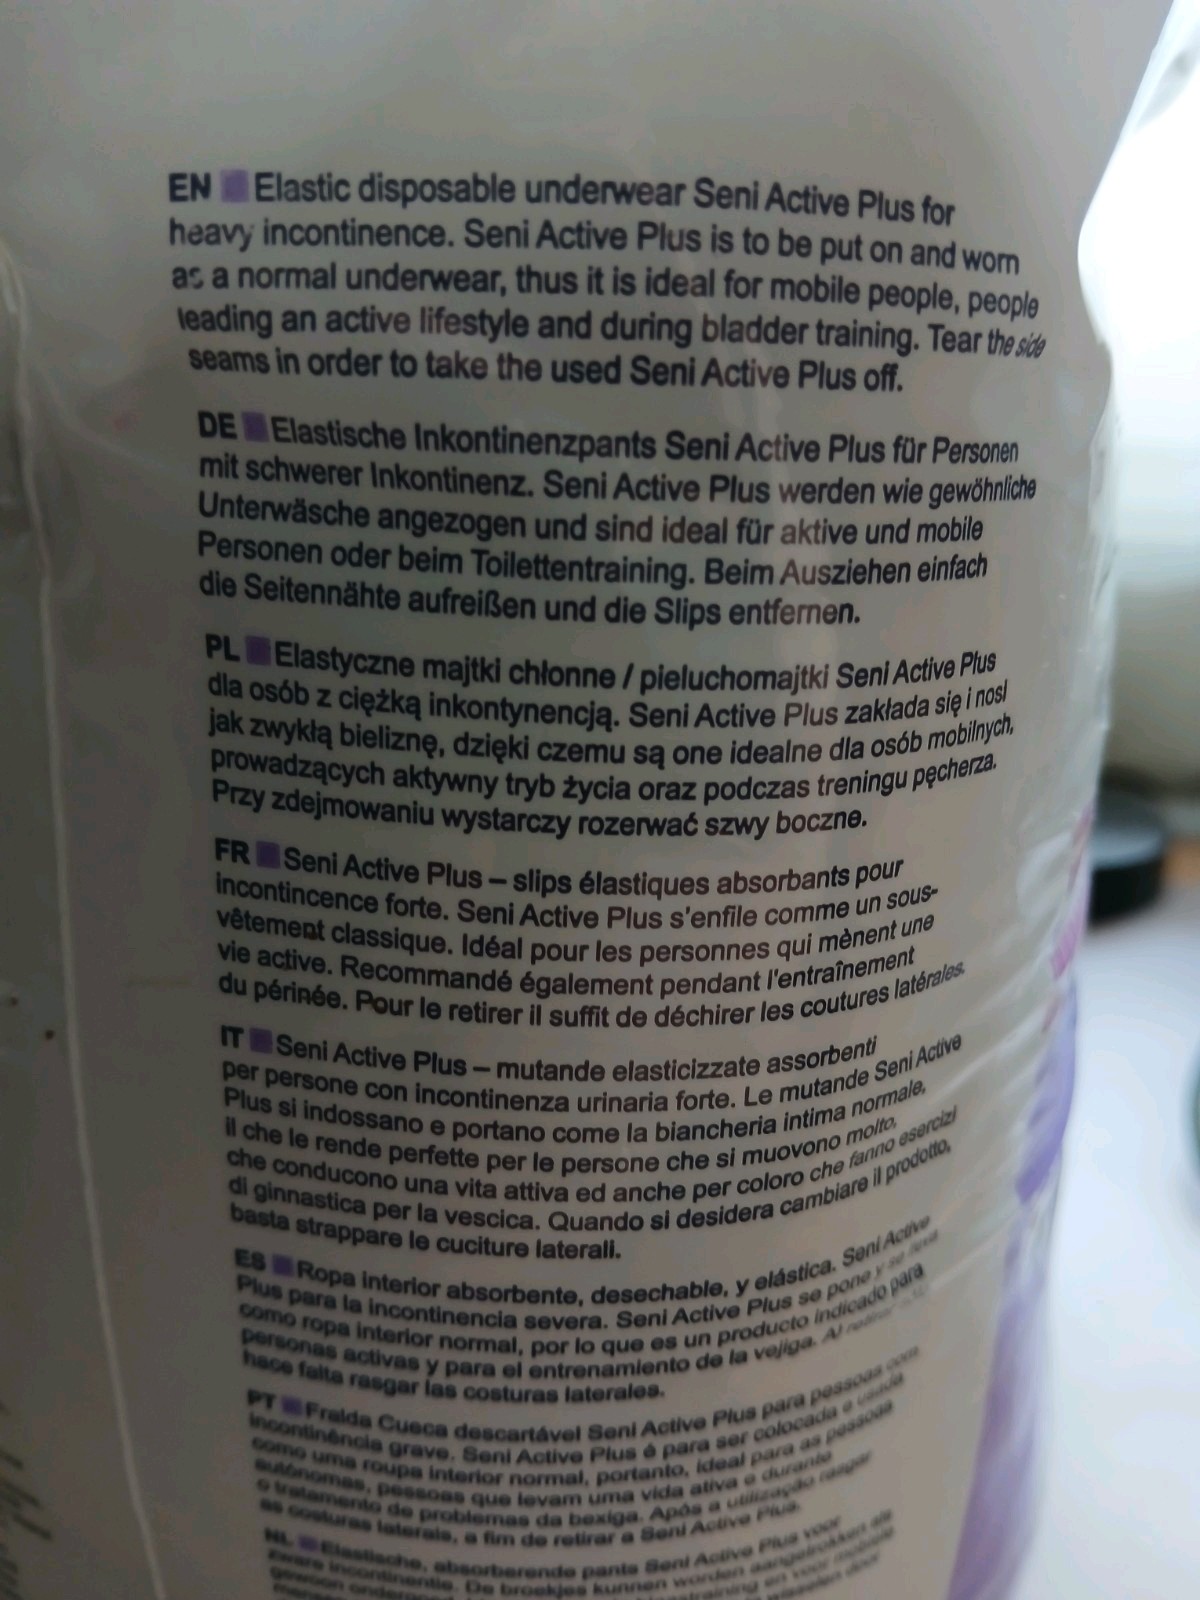 EN Elastic disposable underwear Seni Active Plus for
heavy incontinence. Seni Active Plus is to be put on and worn
as a normal underwear, thus it is ideal for mobile people, people
leading an active lifestyle and during bladder training. Tear the side
seams in order to take the used Seni Active Plus off.
DE Elastische Inkontinenzpants Seni Active Plus für Personen
mit schwerer Inkontinenz. Seni Active Plus werden wie gewöhnliche
Unterwäsche angezogen und sind ideal für aktive und mobile
Personen oder beim Toilettentraining. Beim Ausziehen einfach
die Seitennähte aufreißen und die Slips entfernen.
PL Elastyczne majtki chłonne / pieluchomajtki Seni Active Plus
dla osób z ciężką inkontynencją. Seni Active Plus zakłada się i nosi
jak zwykłą bieliznę, dzięki czemu są one idealne dla osób mobilnych,
prowadzących aktywny tryb życia oraz podczas treningu pęcherza.
Przy zdejmowaniu wystarczy rozerwać szwy boczne.
FR Seni Active Plus – slips élastiques absorbants pour
incontincence forte. Seni Active Plus s'enfile comme un sous-
vêtement classique. Idéal pour les personnes qui mènent une
vie active. Recommandé également pendant l'entraînement
du périnée. Pour le retirer il suffit de déchirer les coutures latérales.
IT Seni Active Plus – mutande elasticizzate assorbenti
per persone con incontinenza urinaria forte. Le mutande Seni Active
Plus si indossano e portano come la biancheria intima normale,
il che le rende perfette per le persone che si muovono molto,
che conducono una vita attiva ed anche per coloro che fanno esercizi
di ginnastica per la vescica. Quando si desidera cambiare il prodotto,
basta strappare le cuciture laterali.
ES Ropa interior absorbente, desechable, y elástica. Seni Active
Plus para la incontinencia severa. Seni Active Plus se pone y se lleva
como ropa interior normal, por lo que es un producto indicado para
personas activas y para el entrenamiento de la vejiga. Al retirar
hace falta rasgar las costuras laterales.
PT Fralda Cueca descartável Seni Active Plus para pessoas com
incontinência grave. Seni Active Plus é para ser colocada e usada
como uma roupa interior normal, portanto, ideal para as pessoas
autónomas, pessoas que levam uma vida ativa e durante
o tratamento de problemas da bexiga. Após a utilização rasgar
as costuras laterais, a fim de retirar a Seni Active Plus.
NL Elastische, absorberende pants Seni Active Plus voor
zware incontinentie. De broekjes kunnen worden aangetrokken als
gewoon en voor mobiele